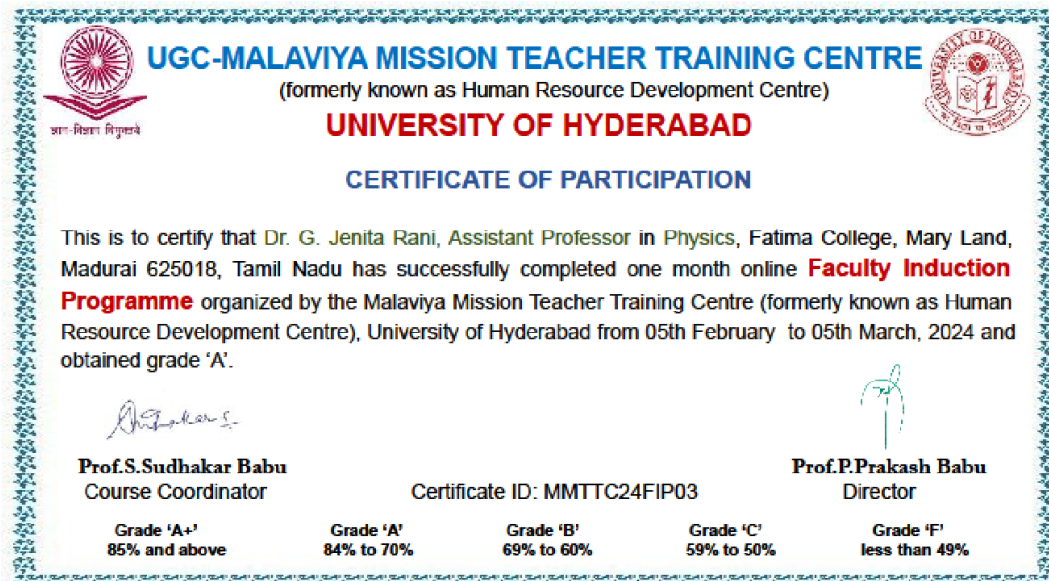 UGC-MALAVIYA MISSION TEACHER TRAINING CENTRE
(formerly known as Human Resource Development Centre)
UNIVERSITY OF HYDERABAD
ज्ञान-विज्ञान विमुक्तये
UNIVERSITY OF HYDERABAD
सा विद्या या विमुक्तये
CERTIFICATE OF PARTICIPATION
This is to certify that Dr. G. Jenita Rani, Assistant Professor in Physics, Fatima College, Mary Land,
Madurai 625018, Tamil Nadu has successfully completed one month online Faculty Induction
Programme organized by the Malaviya Mission Teacher Training Centre (formerly known as Human
Resource Development Centre), University of Hyderabad from 05th February to 05th March, 2024 and
obtained grade ‘A’.
Prof.S.Sudhakar Babu
Course Coordinator
Certificate ID: MMTTC24FIP03
Prof.P.Prakash Babu
Director
Grade ‘A+’ Grade ‘A’ Grade ‘B’ Grade ‘C’ Grade ‘F’
85% and above 84% to 70% 69% to 60% 59% to 50% less than 49%